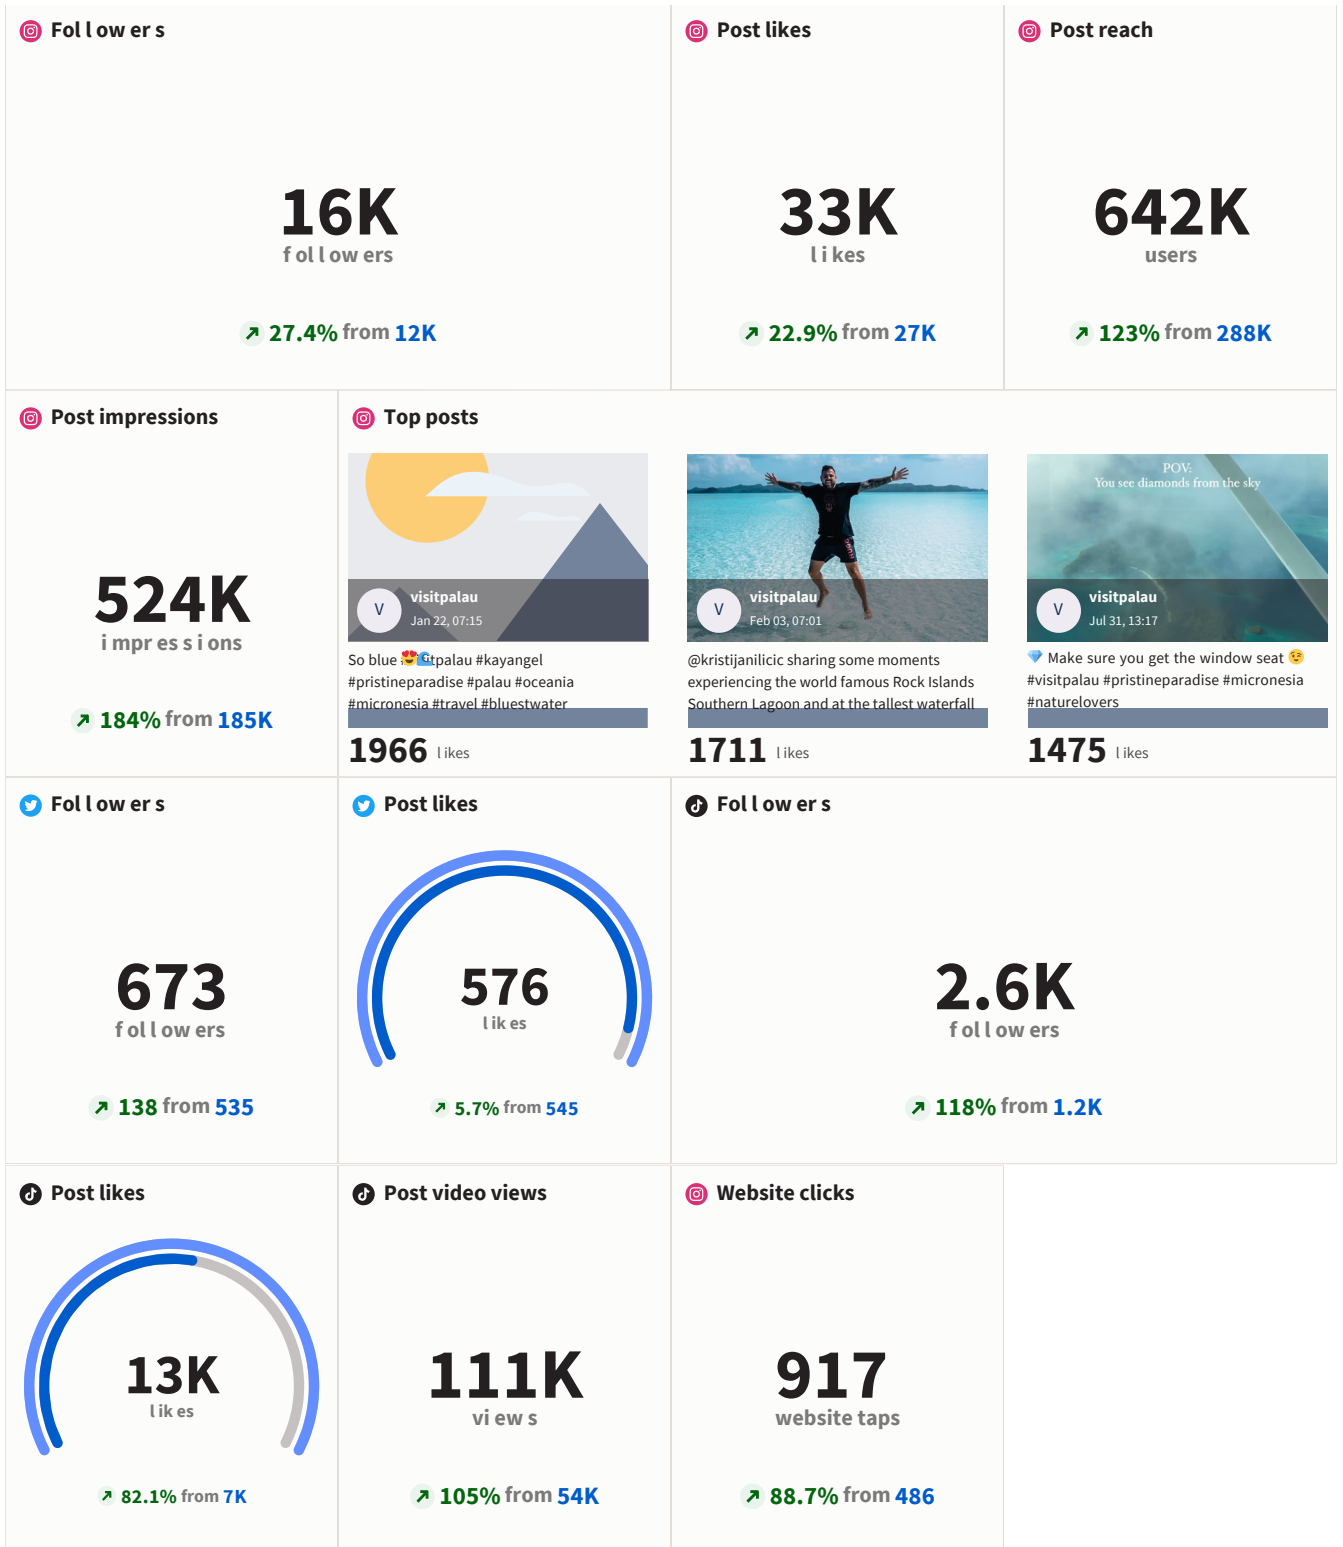 Followers
16K
followers
27.4% from 12K
Post likes
33K
likes
22.9% from 27K
Post reach
642K
users
123% from 288K
Post impressions
524K
impressions
184% from 185K
Top posts
V
visitpalau
Jan 22, 07:15
So blue 😍🌊 #visitpalau #kayangel
#pristineparadise #palau #oceania
#micronesia #travel #bluestwater
1966 likes
V
visitpalau
Feb 03, 07:01
@kristijanilicic sharing some moments
experiencing the world famous Rock Islands
Southern Lagoon and at the tallest waterfall
1711 likes
POV:
You see diamonds from the sky
V
visitpalau
Jul 31, 13:17
💎 Make sure you get the window seat 😉
#visitpalau #pristineparadise #micronesia
#naturelovers
1475 likes
Followers
673
followers
138 from 535
Post likes
576
likes
5.7% from 545
Followers
2.6K
followers
118% from 1.2K
Post likes
13K
likes
82.1% from 7K
Post video views
111K
views
105% from 54K
Website clicks
917
website taps
88.7% from 486